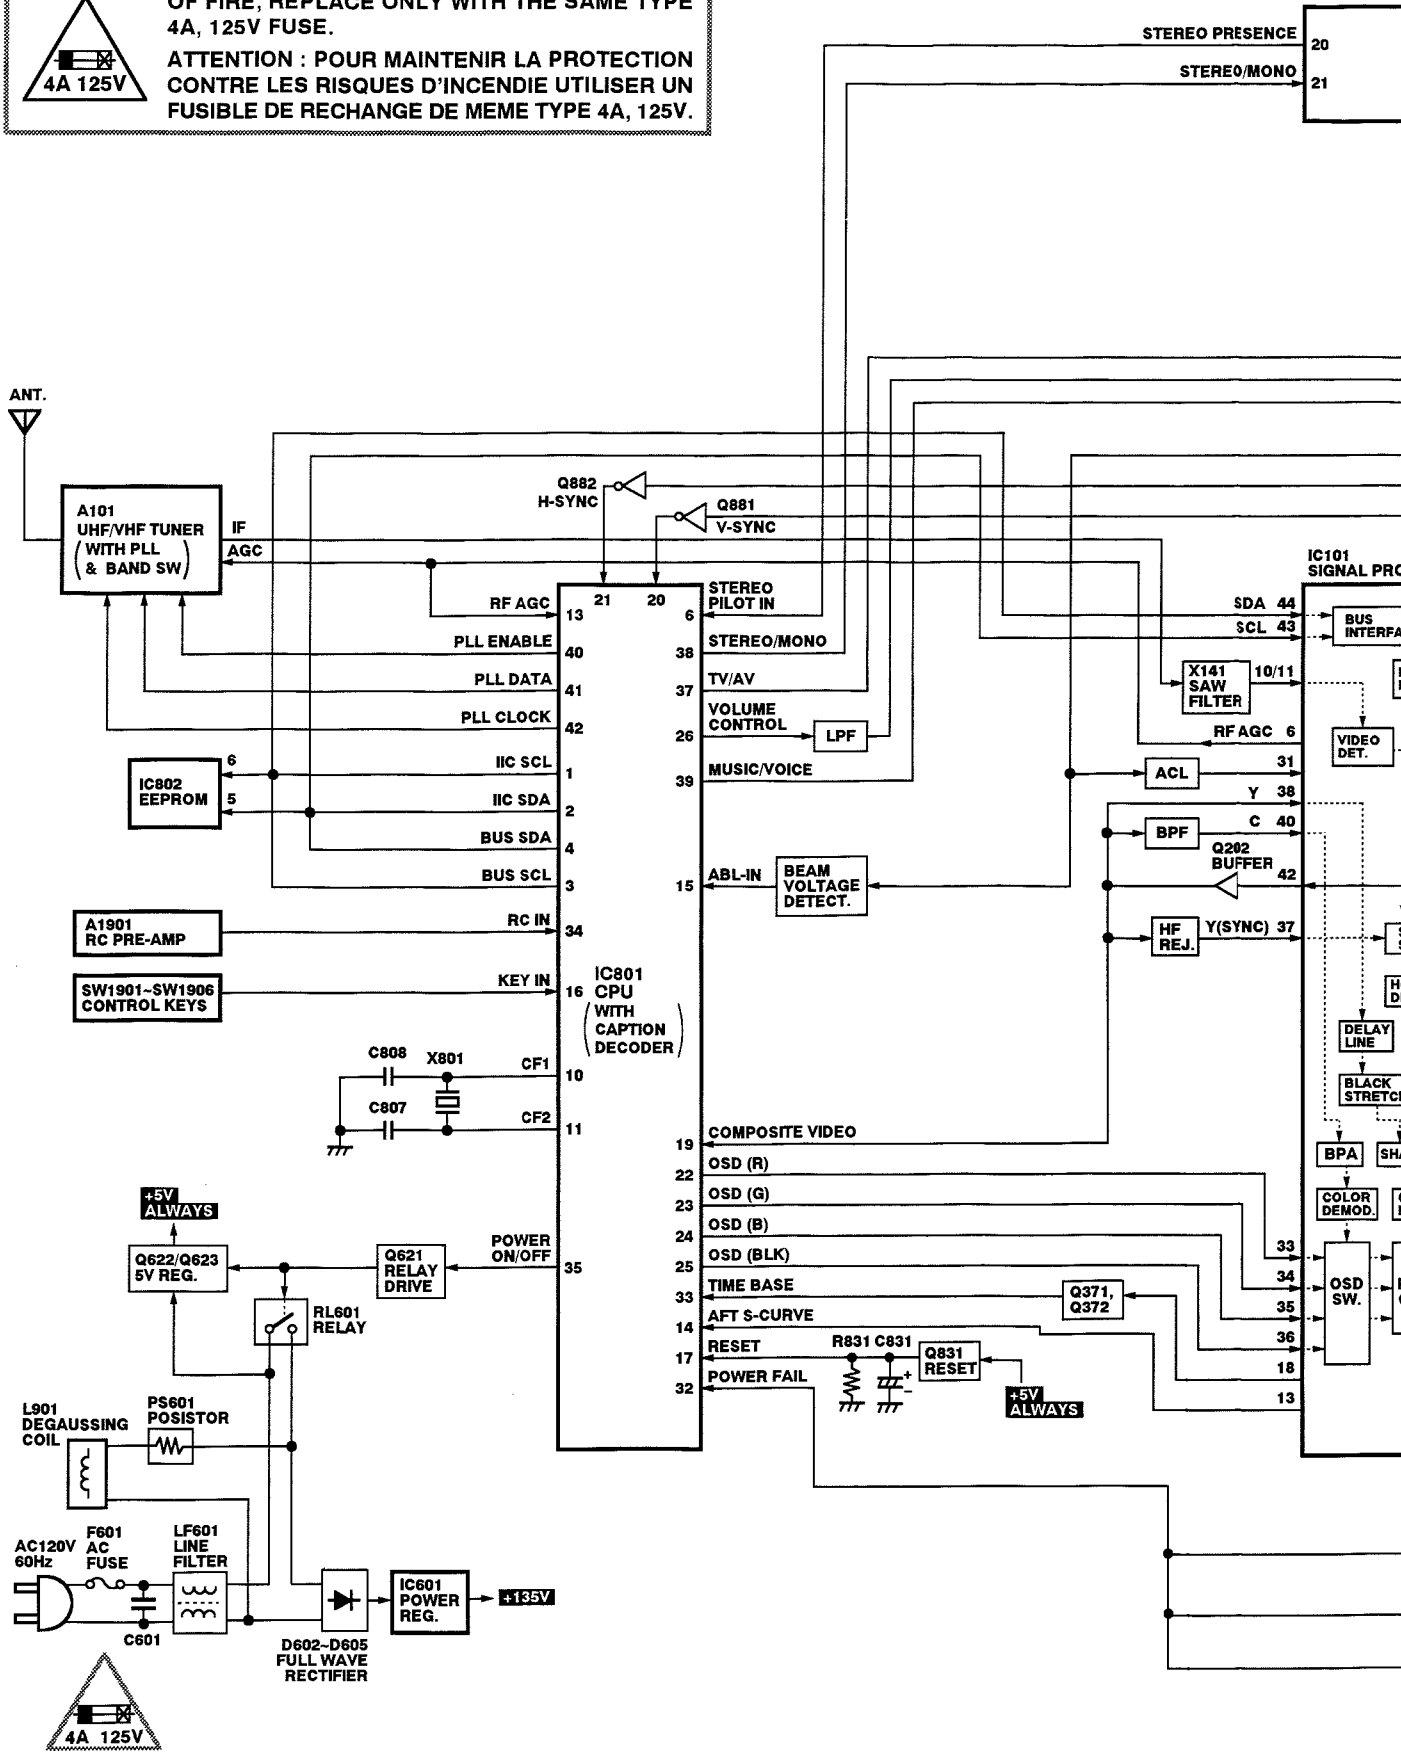 OF FIRE, REPLACE ONLY WITH THE SAME TYPE
4A, 125V FUSE.
ATTENTION : POUR MAINTENIR LA PROTECTION
CONTRE LES RISQUES D'INCENDIE UTILISER UN
FUSIBLE DE RECHANGE DE MEME TYPE 4A, 125V.
4A 125V
STEREO PRESENCE 20
STEREO/MONO 21
ANT.
A101
UHF/VHF TUNER
(WITH PLL
& BAND SW)
IF
AGC
Q882
H-SYNC
Q881
V-SYNC
21 20
RF AGC 13
PLL ENABLE 40
PLL DATA 41
PLL CLOCK 42
IC802
EEPROM
6
5
IIC SCL 1
IIC SDA 2
BUS SDA 4
BUS SCL 3
A1901
RC PRE-AMP
RC IN 34
SW1901~SW1906
CONTROL KEYS
KEY IN 16
IC801
CPU
(WITH
CAPTION
DECODER)
C808
X801
CF1 10
C807
CF2 11
6 STEREO
PILOT IN
38 STEREO/MONO
37 TV/AV
26 VOLUME
CONTROL
LPF
39 MUSIC/VOICE
15 ABL-IN
BEAM
VOLTAGE
DETECT.
19 COMPOSITE VIDEO
22 OSD (R)
23 OSD (G)
24 OSD (B)
25 OSD (BLK)
33 TIME BASE
Q371,
Q372
14 AFT S-CURVE
17 RESET
R831 C831
+
–
Q831
RESET
+5V
ALWAYS
32 POWER FAIL
IC101
SIGNAL PRO
SDA 44
SCL 43
BUS
INTERFA
X141
SAW
FILTER
10/11
RF AGC 6
VIDEO
DET.
ACL
31
Y 38
BPF
C 40
Q202
BUFFER
42
HF
REJ.
Y(SYNC) 37
DELAY
LINE
BLACK
STRETC
BPA
SHA
COLOR
DEMOD.
OSD
SW.
33
34
35
36
18
13
+5V
ALWAYS
Q622/Q623
5V REG.
Q621
RELAY
DRIVE
POWER
ON/OFF 35
RL601
RELAY
L901
DEGAUSSING
COIL
PS601
POSISTOR
AC120V
60Hz
F601
AC
FUSE
LF601
LINE
FILTER
C601
D602~D605
FULL WAVE
RECTIFIER
IC601
POWER
REG.
+135V
4A 125V